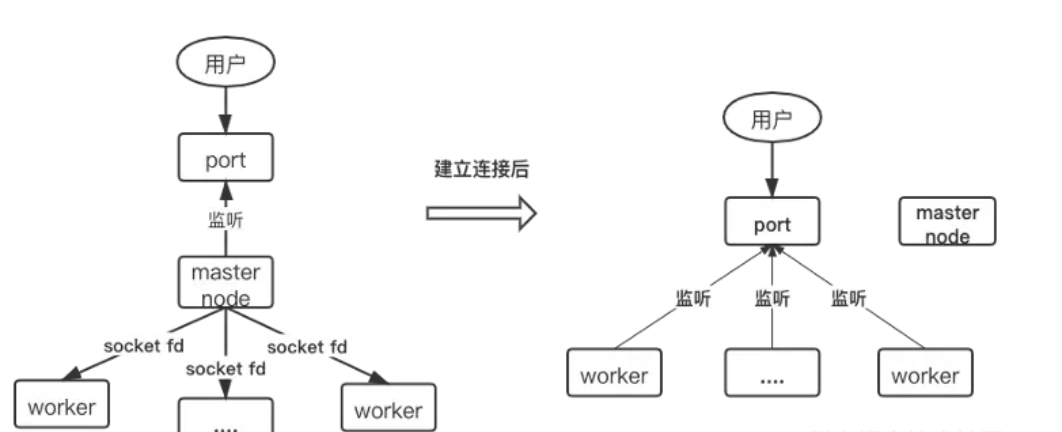 用户
port
监听
master
node
socket fd
socket fd
socket fd
worker
....
worker
建立连接后
用户
port
master
node
监听
监听
监听
worker
....
worker